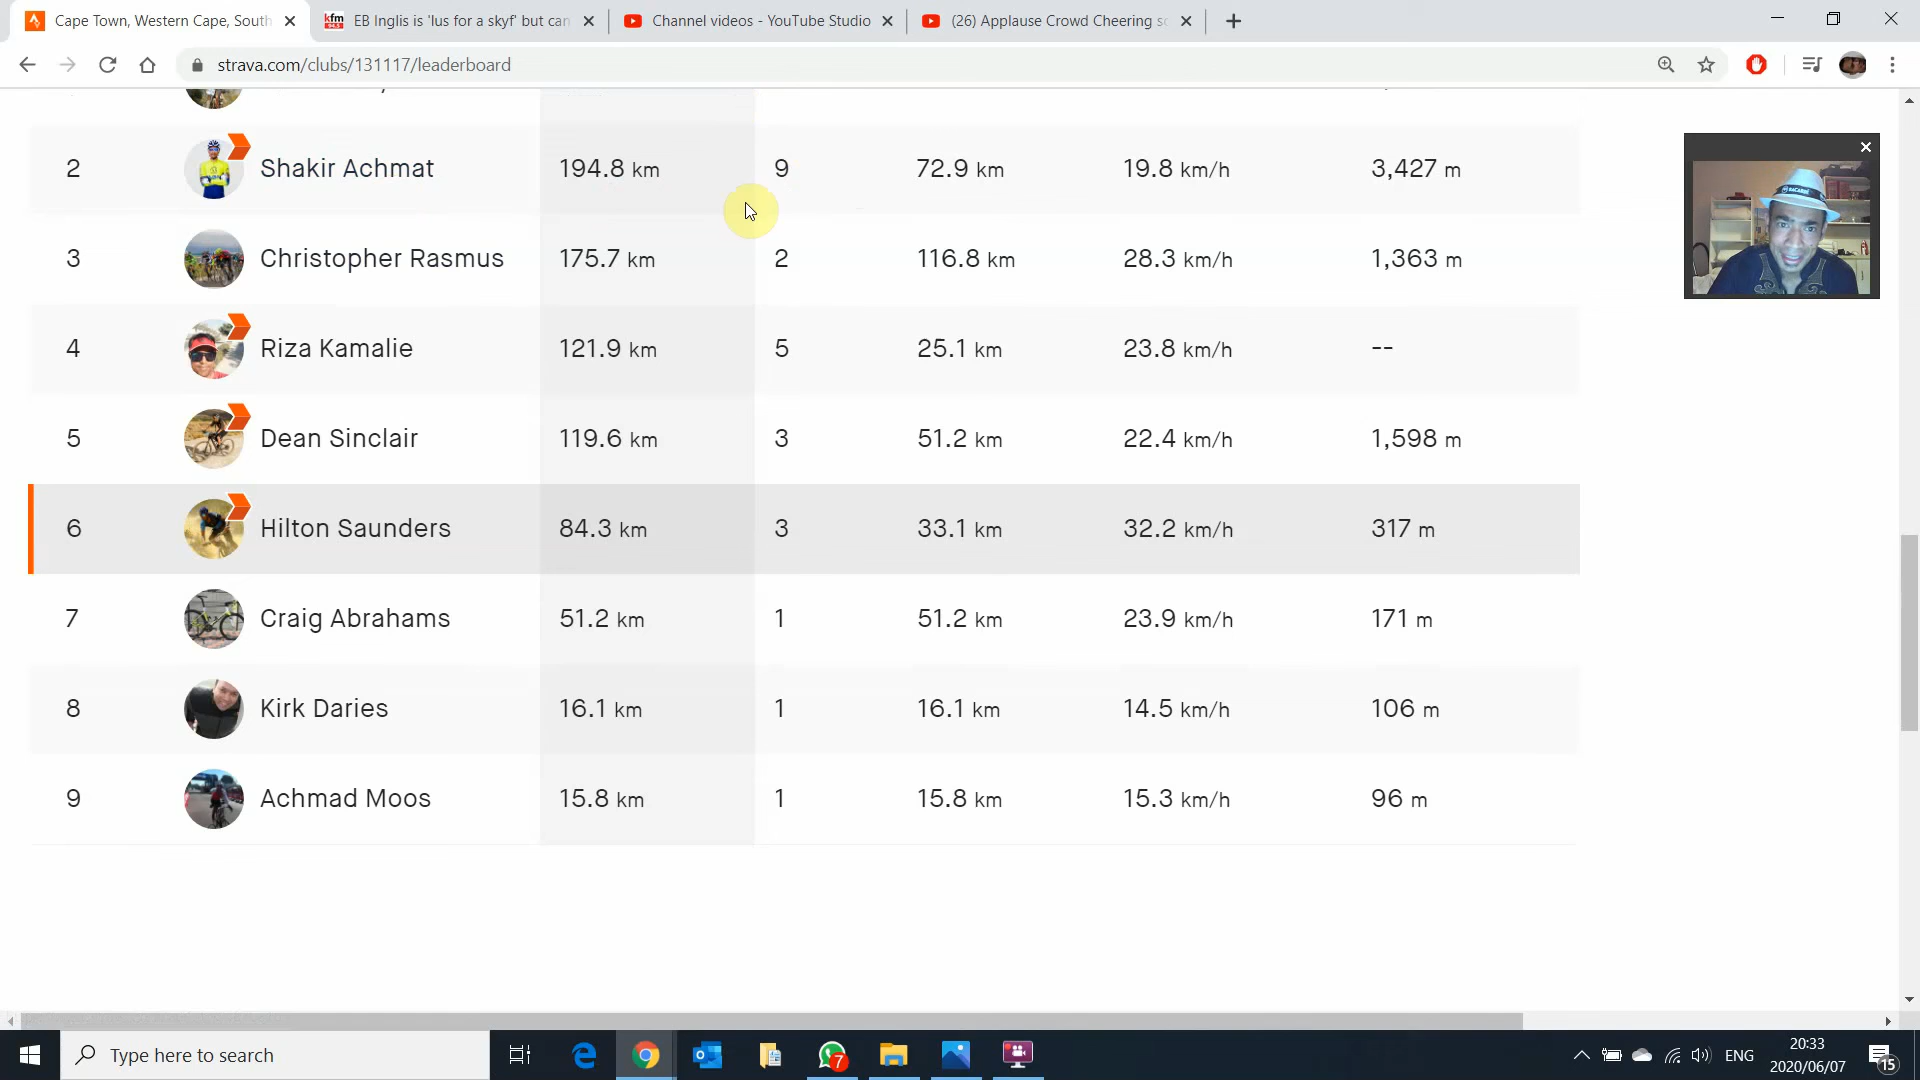 Cape Town, Western Cape, South
kfm 94.5 EB Inglis is 'lus for a skyf' but can
Channel videos - YouTube Studio
(26) Applause Crowd Cheering so
strava.com/clubs/131117/leaderboard
2 Shakir Achmat 194.8 km 9 72.9 km 19.8 km/h 3,427 m
3 Christopher Rasmus 175.7 km 2 116.8 km 28.3 km/h 1,363 m
4 Riza Kamalie 121.9 km 5 25.1 km 23.8 km/h --
5 Dean Sinclair 119.6 km 3 51.2 km 22.4 km/h 1,598 m
6 Hilton Saunders 84.3 km 3 33.1 km 32.2 km/h 317 m
7 Craig Abrahams 51.2 km 1 51.2 km 23.9 km/h 171 m
8 Kirk Daries 16.1 km 1 16.1 km 14.5 km/h 106 m
9 Achmad Moos 15.8 km 1 15.8 km 15.3 km/h 96 m
BACARDI
Type here to search
7
ENG
20:33
2020/06/07
15